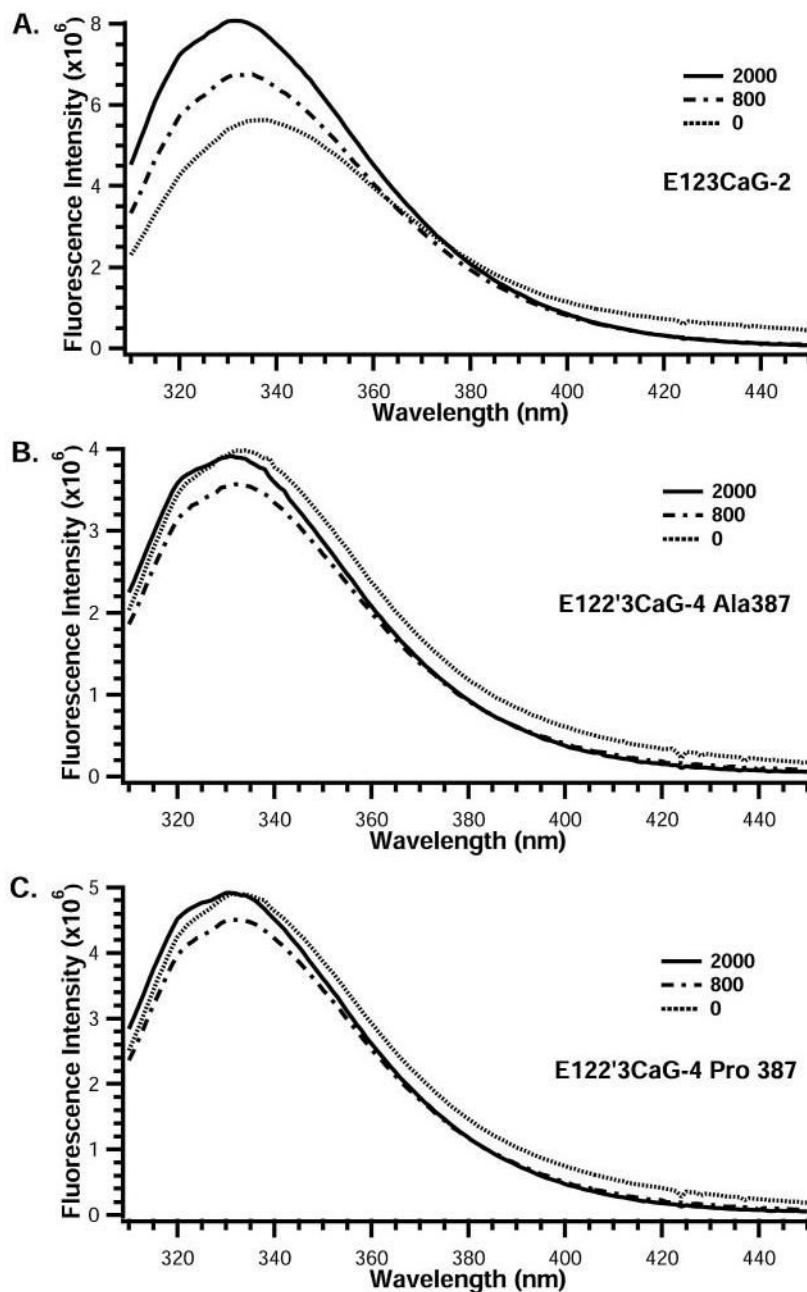 A.
Fluorescence Intensity (x10⁶)
8
6
4
2
0
2000
800
0
E123CaG-2
320 340 360 380 400 420 440
Wavelength (nm)
B.
Fluorescence Intensity (x10⁶)
4
3
2
1
0
2000
800
0
E122'3CaG-4 Ala387
320 340 360 380 400 420 440
Wavelength (nm)
C.
Fluorescence Intensity (x10⁶)
5
4
3
2
1
0
2000
800
0
E122'3CaG-4 Pro 387
320 340 360 380 400 420 440
Wavelength (nm)